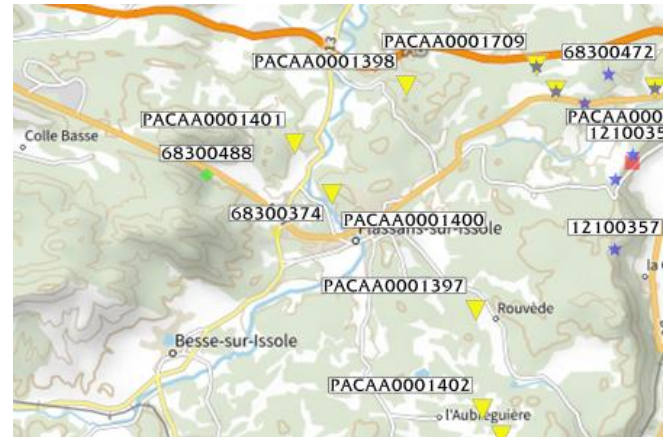 PACAA0001709
13
PACAA0001398
68300472
PACAA000
PACAA0001401
1210035
Colle Basse
68300488
68300374
PACAA0001400
Flassans-sur-Issole
12100357
PACAA0001397
Rouvède
Besse-sur-Issole
PACAA0001402
l'Aubréguière